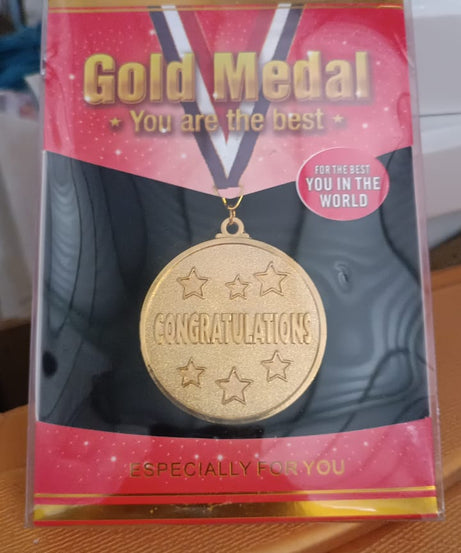 Gold Medal
★ You are the best ★
FOR THE BEST
YOU IN THE
WORLD
CONGRATULATIONS
ESPECIALLY FOR YOU